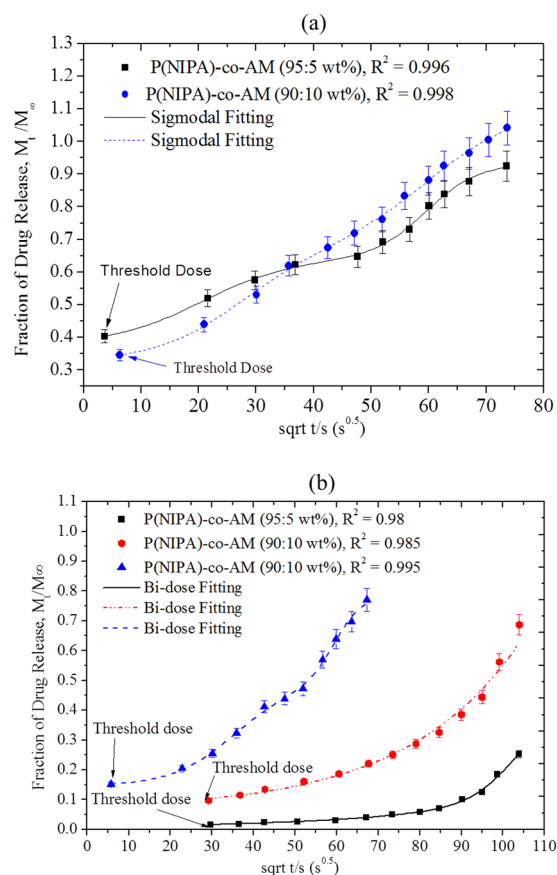 (a)
Fraction of Drug Release, M_t /M_∞
1.3
1.2
1.1
1.0
0.9
0.8
0.7
0.6
0.5
0.4
0.3
P(NIPA)-co-AM (95:5 wt%), R² = 0.996
P(NIPA)-co-AM (90:10 wt%), R² = 0.998
Sigmodal Fitting
Sigmodal Fitting
Threshold Dose
Threshold Dose
0 10 20 30 40 50 60 70 80
sqrt t/s (s^0.5)
(b)
Fraction of Drug Release, M_t/M∞
1.1
1.0
0.9
0.8
0.7
0.6
0.5
0.4
0.3
0.2
0.1
0.0
P(NIPA)-co-AM (95:5 wt%), R² = 0.98
P(NIPA)-co-AM (90:10 wt%), R² = 0.985
P(NIPA)-co-AM (90:10 wt%), R² = 0.995
Bi-dose Fitting
Bi-dose Fitting
Bi-dose Fitting
Threshold dose
Threshold dose
Threshold dose
0 10 20 30 40 50 60 70 80 90 100 110
sqrt t/s (s^0.5)